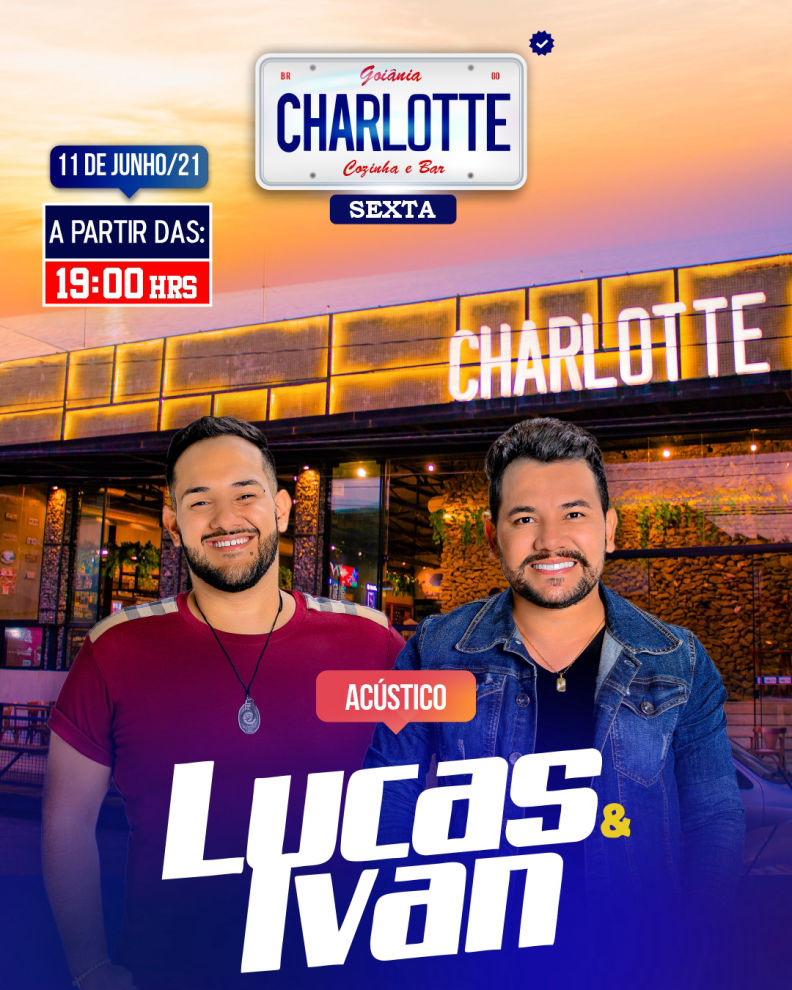 BR Goiânia GO
CHARLOTTE
Cozinha e Bar
SEXTA
11 DE JUNHO/21
A PARTIR DAS:
19:00 HRS
CHARLOTTE
ACÚSTICO
Lucas &
Ivan